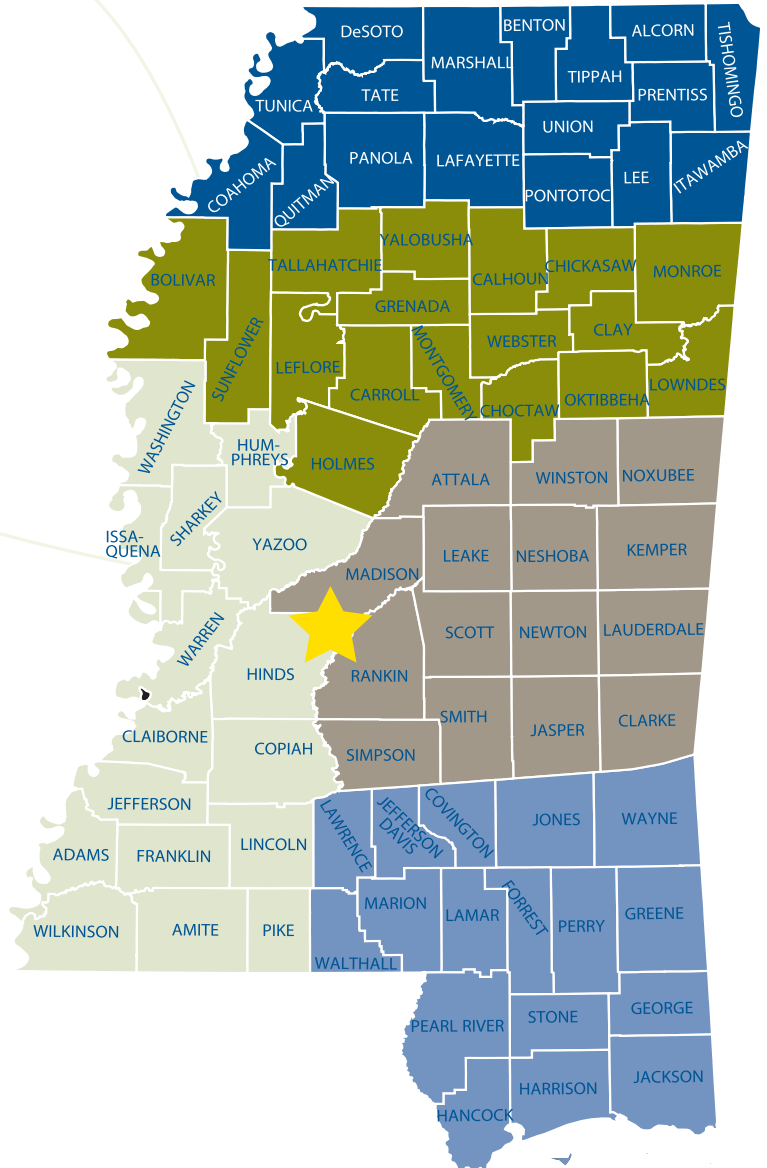 DeSOTO
BENTON
ALCORN
TISHOMINGO
MARSHALL
TIPPAH
TATE
PRENTISS
TUNICA
UNION
PANOLA
LAFAYETTE
ITAWAMBA
COAHOMA
QUITMAN
PONTOTOC
LEE
YALOBUSHA
TALLAHATCHIE
CHICKASAW
MONROE
BOLIVAR
CALHOUN
GRENADA
CLAY
WEBSTER
SUNFLOWER
LEFLORE
MONTGOMERY
CARROLL
LOWNDES
OKTIBBEHA
CHOCTAW
WASHINGTON
HUM-
PHREYS
HOLMES
ATTALA
WINSTON
NOXUBEE
SHARKEY
ISSA-
QUENA
YAZOO
LEAKE
NESHOBA
KEMPER
MADISON
WARREN
SCOTT
NEWTON
LAUDERDALE
HINDS
RANKIN
SMITH
JASPER
CLARKE
CLAIBORNE
COPIAH
SIMPSON
JEFFERSON
LAWRENCE
JEFFERSON
DAVIS
COVINGTON
JONES
WAYNE
ADAMS
FRANKLIN
LINCOLN
MARION
LAMAR
FORREST
PERRY
GREENE
WILKINSON
AMITE
PIKE
WALTHALL
PEARL RIVER
STONE
GEORGE
HANCOCK
HARRISON
JACKSON